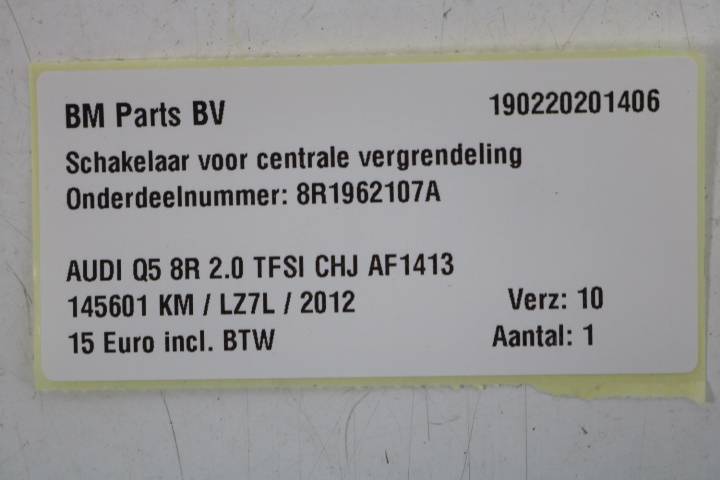 BM Parts BV 190220201406
Schakelaar voor centrale vergrendeling
Onderdeelnummer: 8R1962107A
AUDI Q5 8R 2.0 TFSI CHJ AF1413
145601 KM / LZ7L / 2012 Verz: 10
15 Euro incl. BTW Aantal: 1